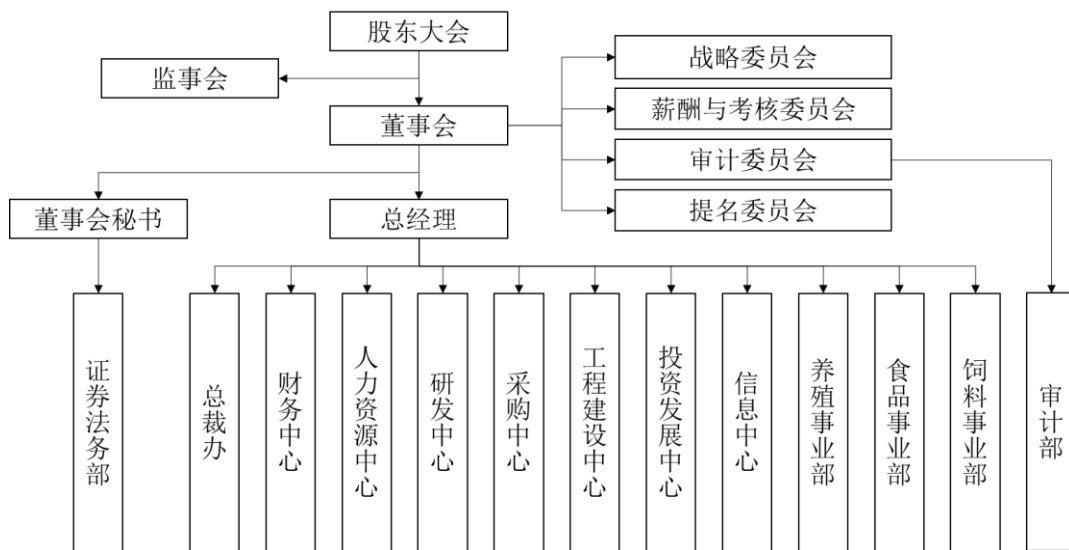 股东大会
战略委员会
监事会
薪酬与考核委员会
董事会
审计委员会
董事会秘书
总经理
提名委员会
证券法务部
总裁办
财务中心
人力资源中心
研发中心
采购中心
工程建设中心
投资发展中心
信息中心
养殖事业部
食品事业部
饲料事业部
审计部